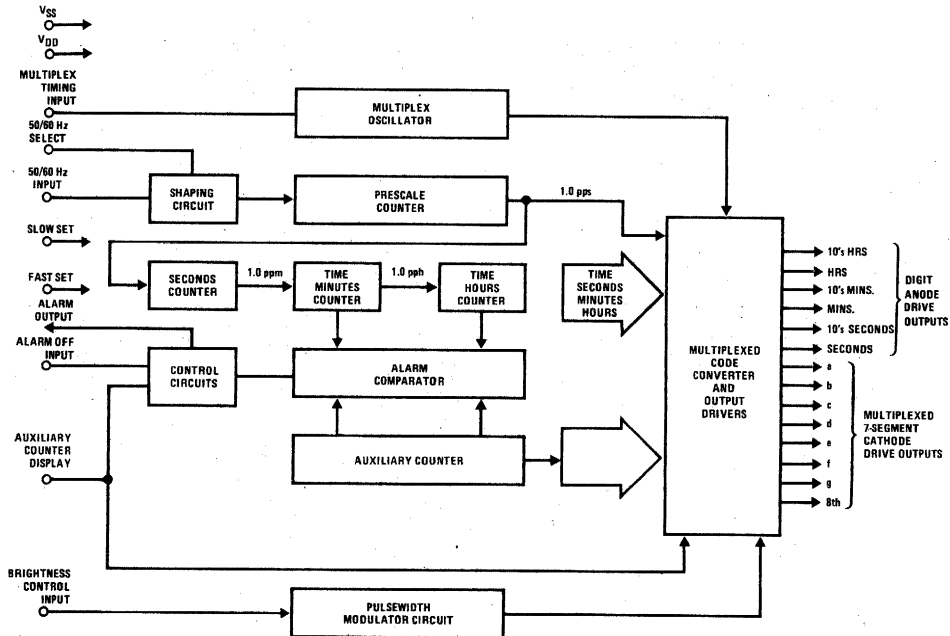 VSS
VDD
MULTIPLEX
TIMING
INPUT
50/60 Hz
SELECT
50/60 Hz
INPUT
SLOW SET
FAST SET
ALARM
OUTPUT
ALARM OFF
INPUT
AUXILIARY
COUNTER
DISPLAY
BRIGHTNESS
CONTROL
INPUT
MULTIPLEX
OSCILLATOR
SHAPING
CIRCUIT
PRESCALE
COUNTER
1.0 pps
SECONDS
COUNTER
1.0 ppm
TIME
MINUTES
COUNTER
1.0 pph
TIME
HOURS
COUNTER
TIME
SECONDS
MINUTES
HOURS
CONTROL
CIRCUITS
ALARM
COMPARATOR
AUXILIARY COUNTER
PULSEWIDTH
MODULATOR CIRCUIT
MULTIPLEXED
CODE
CONVERTER
AND
OUTPUT
DRIVERS
10's HRS
HRS
10's MINS.
MINS.
10's SECONDS
SECONDS
DIGIT
ANODE
DRIVE
OUTPUTS
a
b
c
d
e
f
g
8th
MULTIPLEXED
7-SEGMENT
CATHODE
DRIVE OUTPUTS